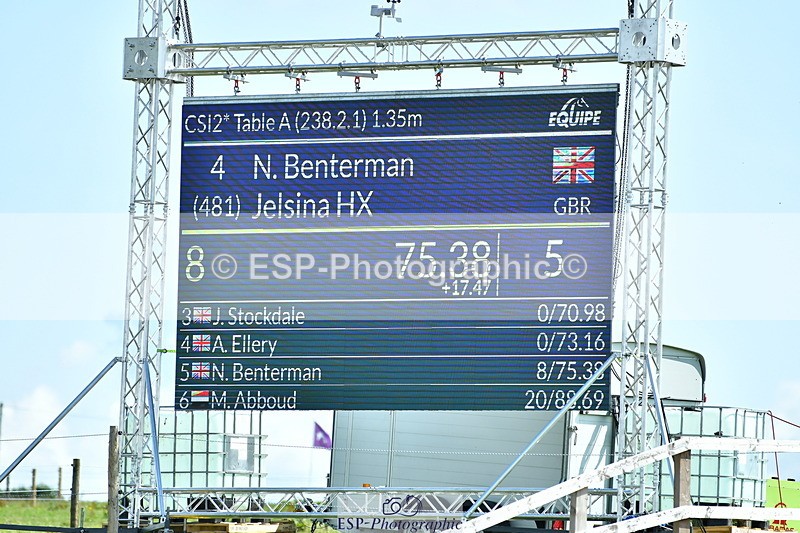 CSI2* Table A (238.2.1) 1.35m EQUIPE
4 N. Benterman
(481) Jelsina HX GBR
8 75.38 5
+17.47
© ESP-Photographic ©
3 J. Stockdale 0/70.98
4 A. Ellery 0/73.16
5 N. Benterman 8/75.38
6 M. Abboud 20/88.69
ESP-Photographic